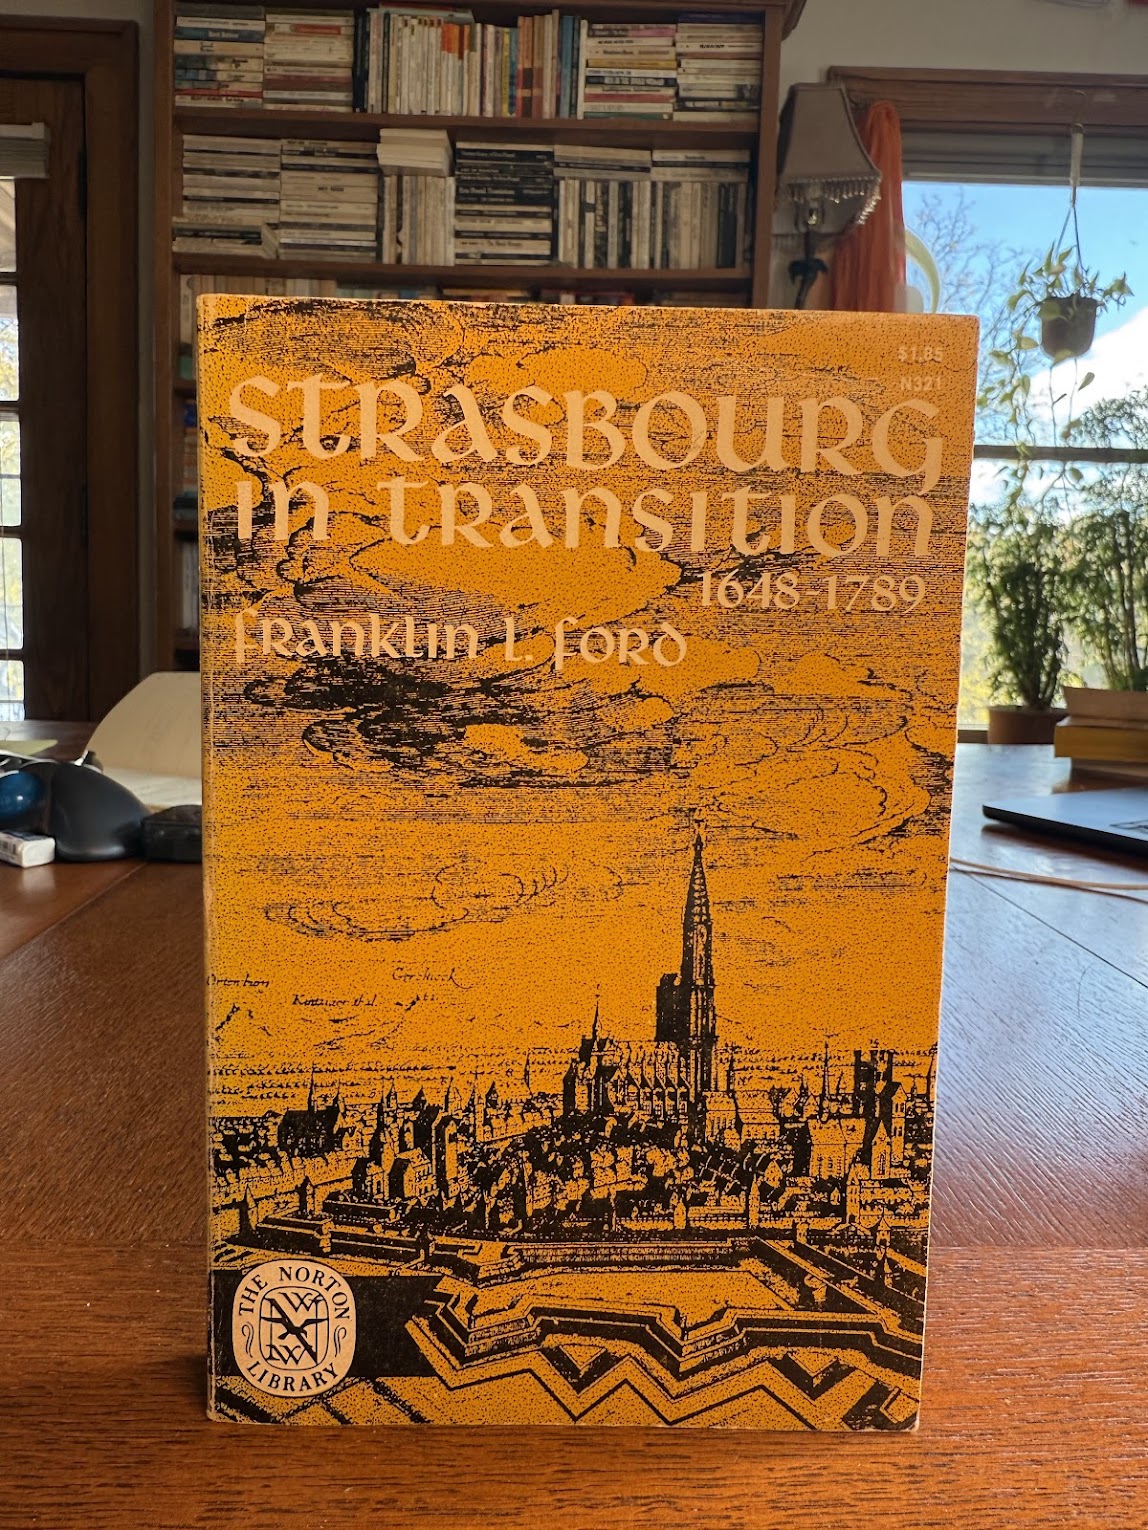 $1.85
N321
STRASBOURG
IN TRANSITION
1648-1789
FRANKLIN L. FORD
THE NORTON
LIBRARY